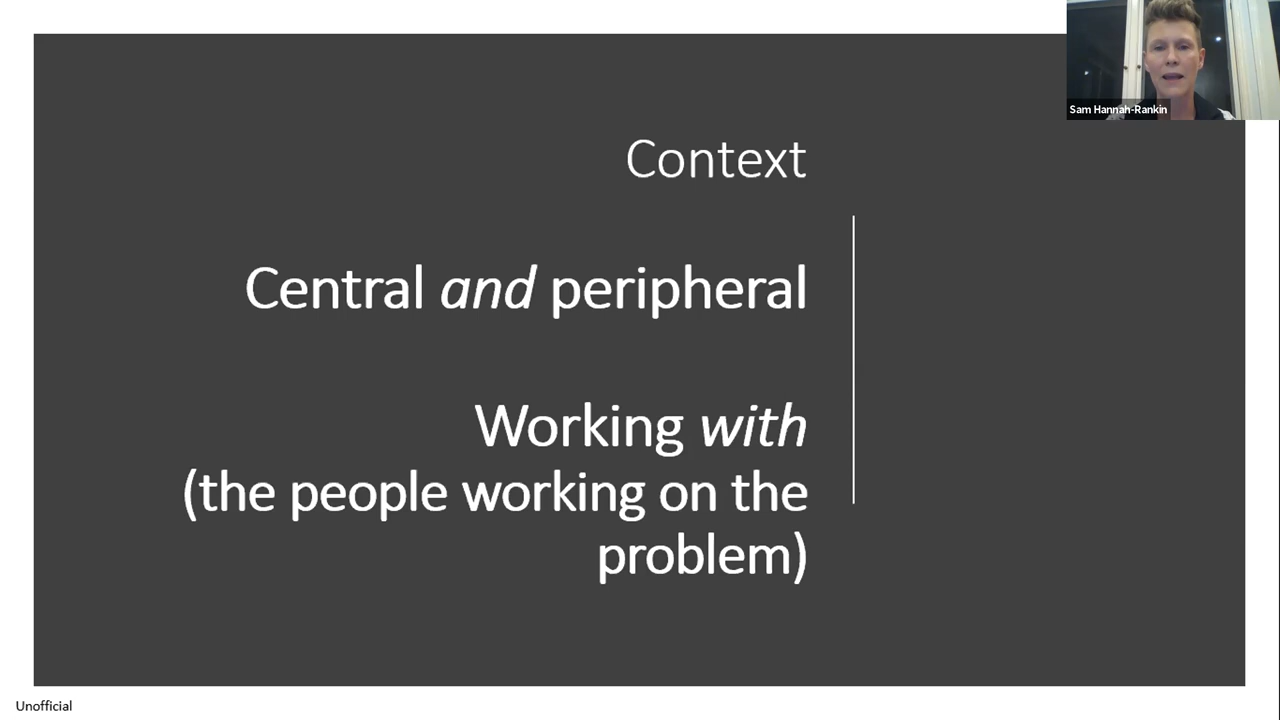 Sam Hannah-Rankin
Context
Central and peripheral
Working with
(the people working on the
problem)
Unofficial